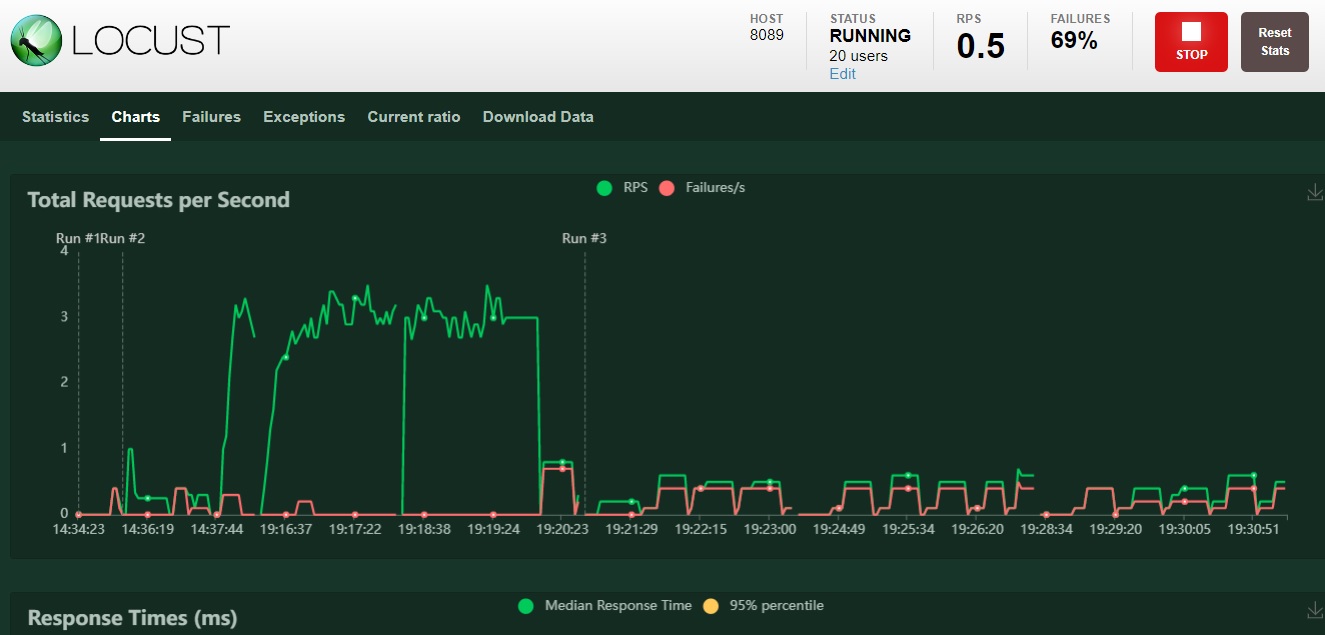 LOCUST
HOST
8089
STATUS
RUNNING
20 users
Edit
RPS
0.5
FAILURES
69%
STOP
Reset
Stats
Statistics Charts Failures Exceptions Current ratio Download Data
Total Requests per Second
RPS Failures/s
Run #1 Run #2 Run #3
4
3
2
1
0
14:34:23 14:36:19 14:37:44 19:16:37 19:17:22 19:18:38 19:19:24 19:20:23 19:21:29 19:22:15 19:23:00 19:24:49 19:25:34 19:26:20 19:28:34 19:29:20 19:30:05 19:30:51
Response Times (ms)
Median Response Time 95% percentile